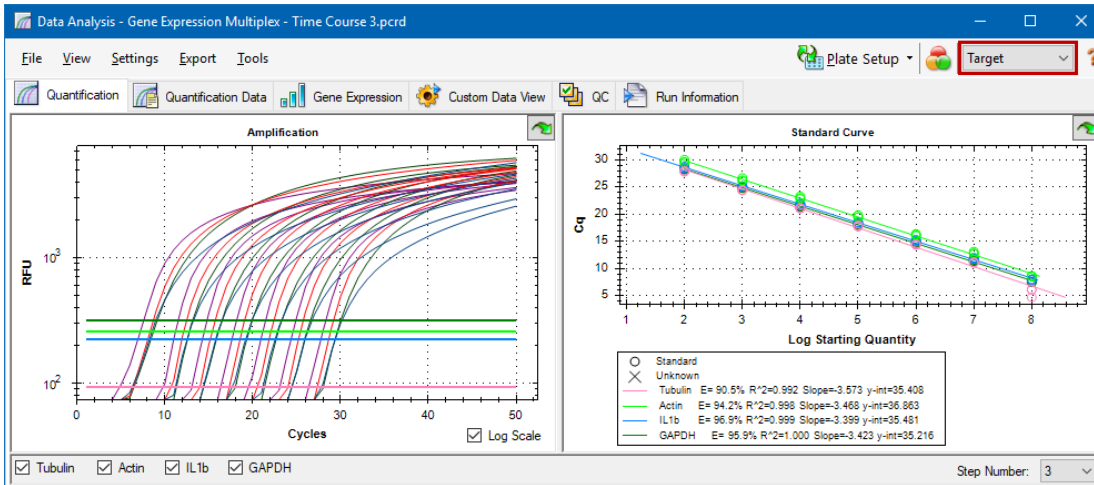 Data Analysis - Gene Expression Multiplex - Time Course 3.pcrd
File View Settings Export Tools Plate Setup Target
Quantification Quantification Data Gene Expression Custom Data View QC Run Information
Amplification
RFU
10^3
10^2
0 10 20 30 40 50
Cycles
Log Scale
Standard Curve
Cq
30
25
20
15
10
5
1 2 3 4 5 6 7 8
Log Starting Quantity
Standard
Unknown
Tubulin E= 90.5% R^2=0.992 Slope=-3.573 y-int=35.408
Actin E= 94.2% R^2=0.998 Slope=-3.468 y-int=36.863
IL1b E= 96.9% R^2=0.999 Slope=-3.399 y-int=35.481
GAPDH E= 95.9% R^2=1.000 Slope=-3.423 y-int=35.216
Tubulin Actin IL1b GAPDH Step Number: 3